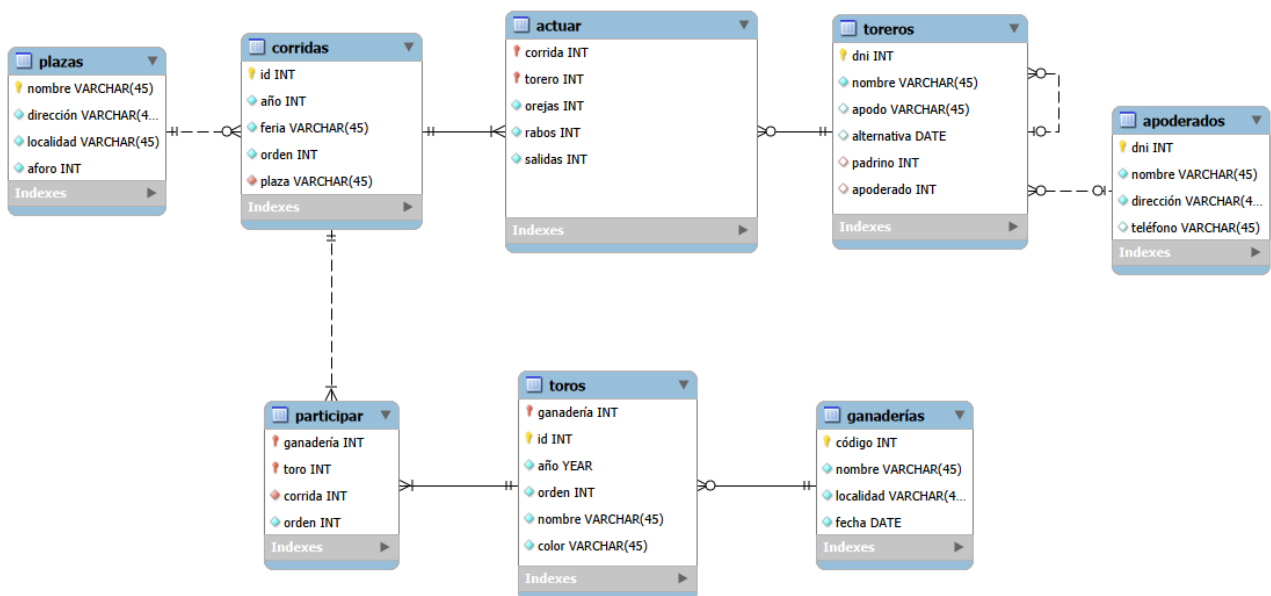 plazas
nombre VARCHAR(45)
dirección VARCHAR(4...
localidad VARCHAR(45)
aforo INT
Indexes
corridas
id INT
año INT
feria VARCHAR(45)
orden INT
plaza VARCHAR(45)
Indexes
actuar
corrida INT
torero INT
orejas INT
rabos INT
salidas INT
Indexes
toreros
dni INT
nombre VARCHAR(45)
apodo VARCHAR(45)
alternativa DATE
padrino INT
apoderado INT
Indexes
apoderados
dni INT
nombre VARCHAR(45)
dirección VARCHAR(4...
teléfono VARCHAR(45)
Indexes
participar
ganadería INT
toro INT
corrida INT
orden INT
Indexes
toros
ganadería INT
id INT
año YEAR
orden INT
nombre VARCHAR(45)
color VARCHAR(45)
Indexes
ganaderías
código INT
nombre VARCHAR(45)
localidad VARCHAR(4...
fecha DATE
Indexes